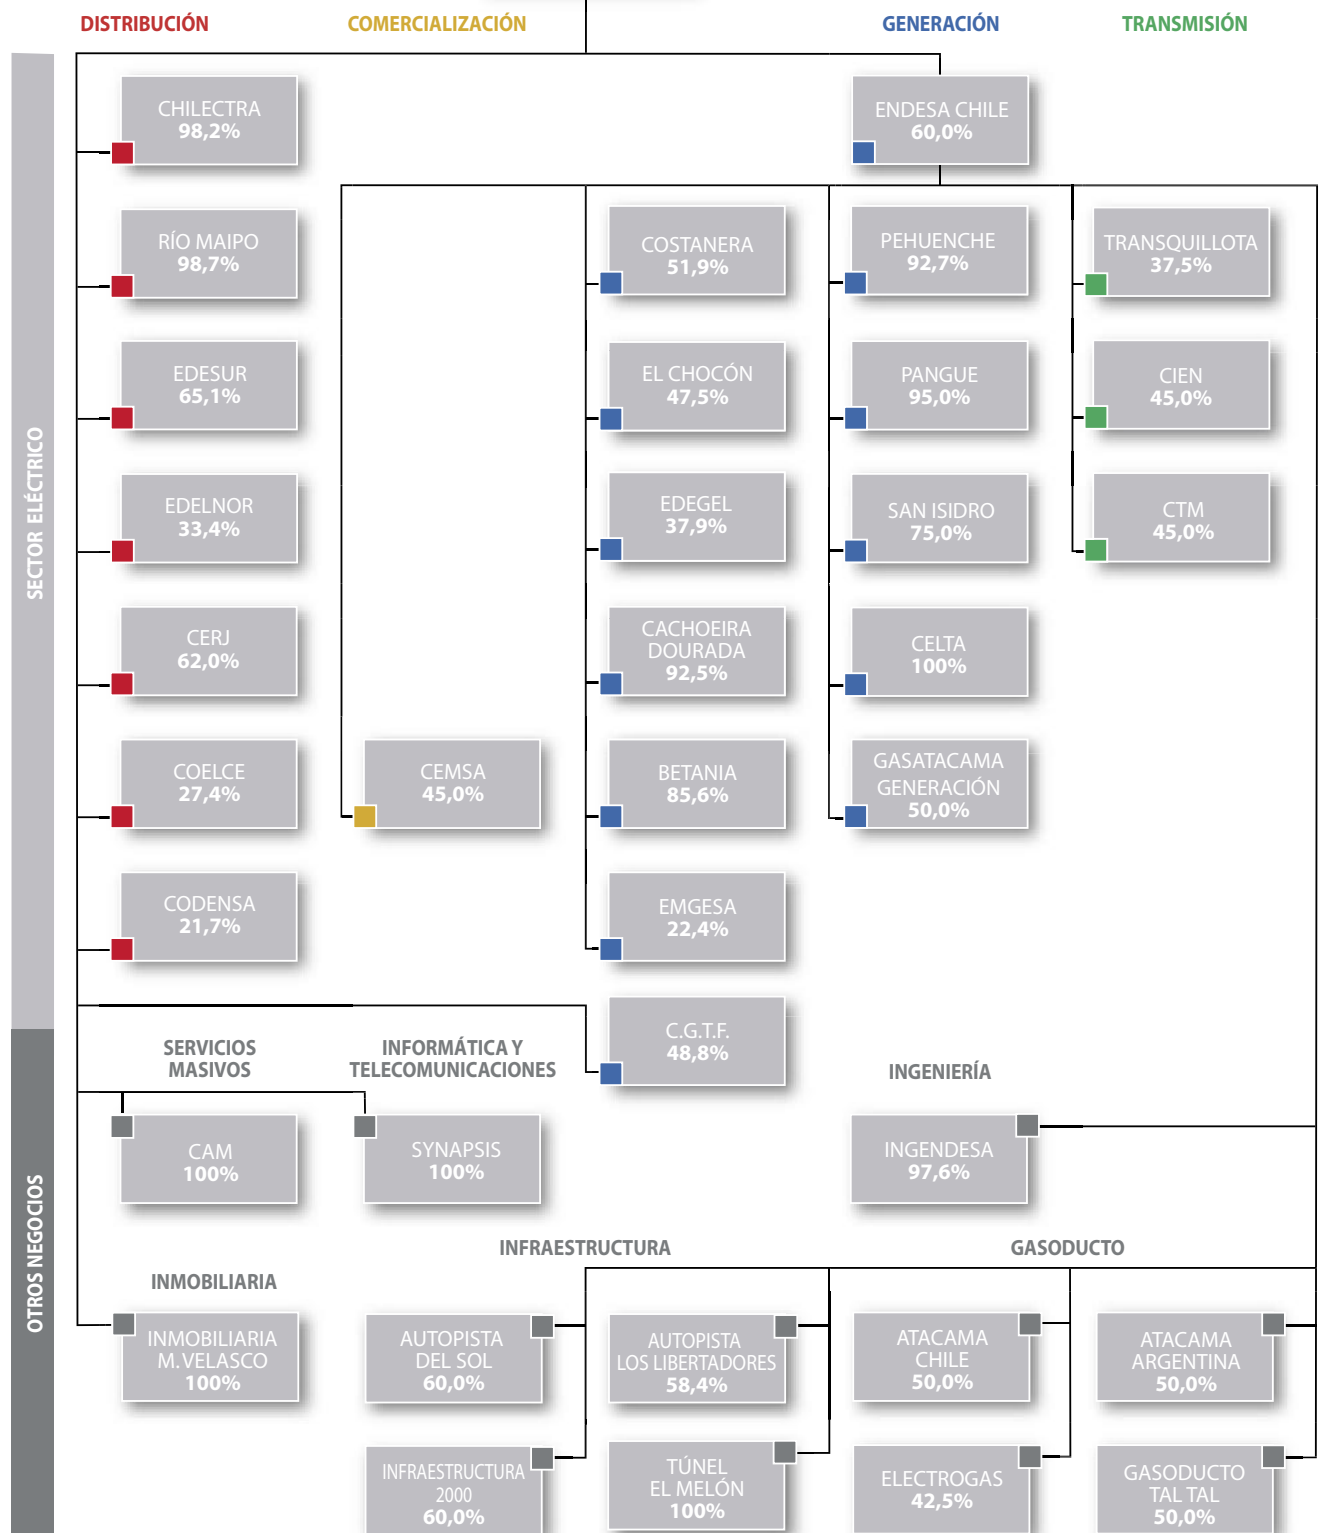 DISTRIBUCIÓN
COMERCIALIZACIÓN
GENERACIÓN
TRANSMISIÓN
SECTOR ELÉCTRICO
CHILECTRA
98,2%
ENDESA CHILE
60,0%
RÍO MAIPO
98,7%
COSTANERA
51,9%
PEHUENCHE
92,7%
TRANSQUILLOTA
37,5%
EDESUR
65,1%
EL CHOCÓN
47,5%
PANGUE
95,0%
CIEN
45,0%
EDELNOR
33,4%
EDEGEL
37,9%
SAN ISIDRO
75,0%
CTM
45,0%
CERJ
62,0%
CACHOEIRA
DOURADA
92,5%
CELTA
100%
COELCE
27,4%
CEMSA
45,0%
BETANIA
85,6%
GASATACAMA
GENERACIÓN
50,0%
CODENSA
21,7%
EMGESA
22,4%
C.G.T.F.
48,8%
OTROS NEGOCIOS
SERVICIOS
MASIVOS
INFORMÁTICA Y
TELECOMUNICACIONES
INGENIERÍA
CAM
100%
SYNAPSIS
100%
INGENDESA
97,6%
INFRAESTRUCTURA
GASODUCTO
INMOBILIARIA
INMOBILIARIA
M. VELASCO
100%
AUTOPISTA
DEL SOL
60,0%
AUTOPISTA
LOS LIBERTADORES
58,4%
ATACAMA
CHILE
50,0%
ATACAMA
ARGENTINA
50,0%
INFRAESTRUCTURA
2000
60,0%
TÚNEL
EL MELÓN
100%
ELECTROGAS
42,5%
GASODUCTO
TAL TAL
50,0%